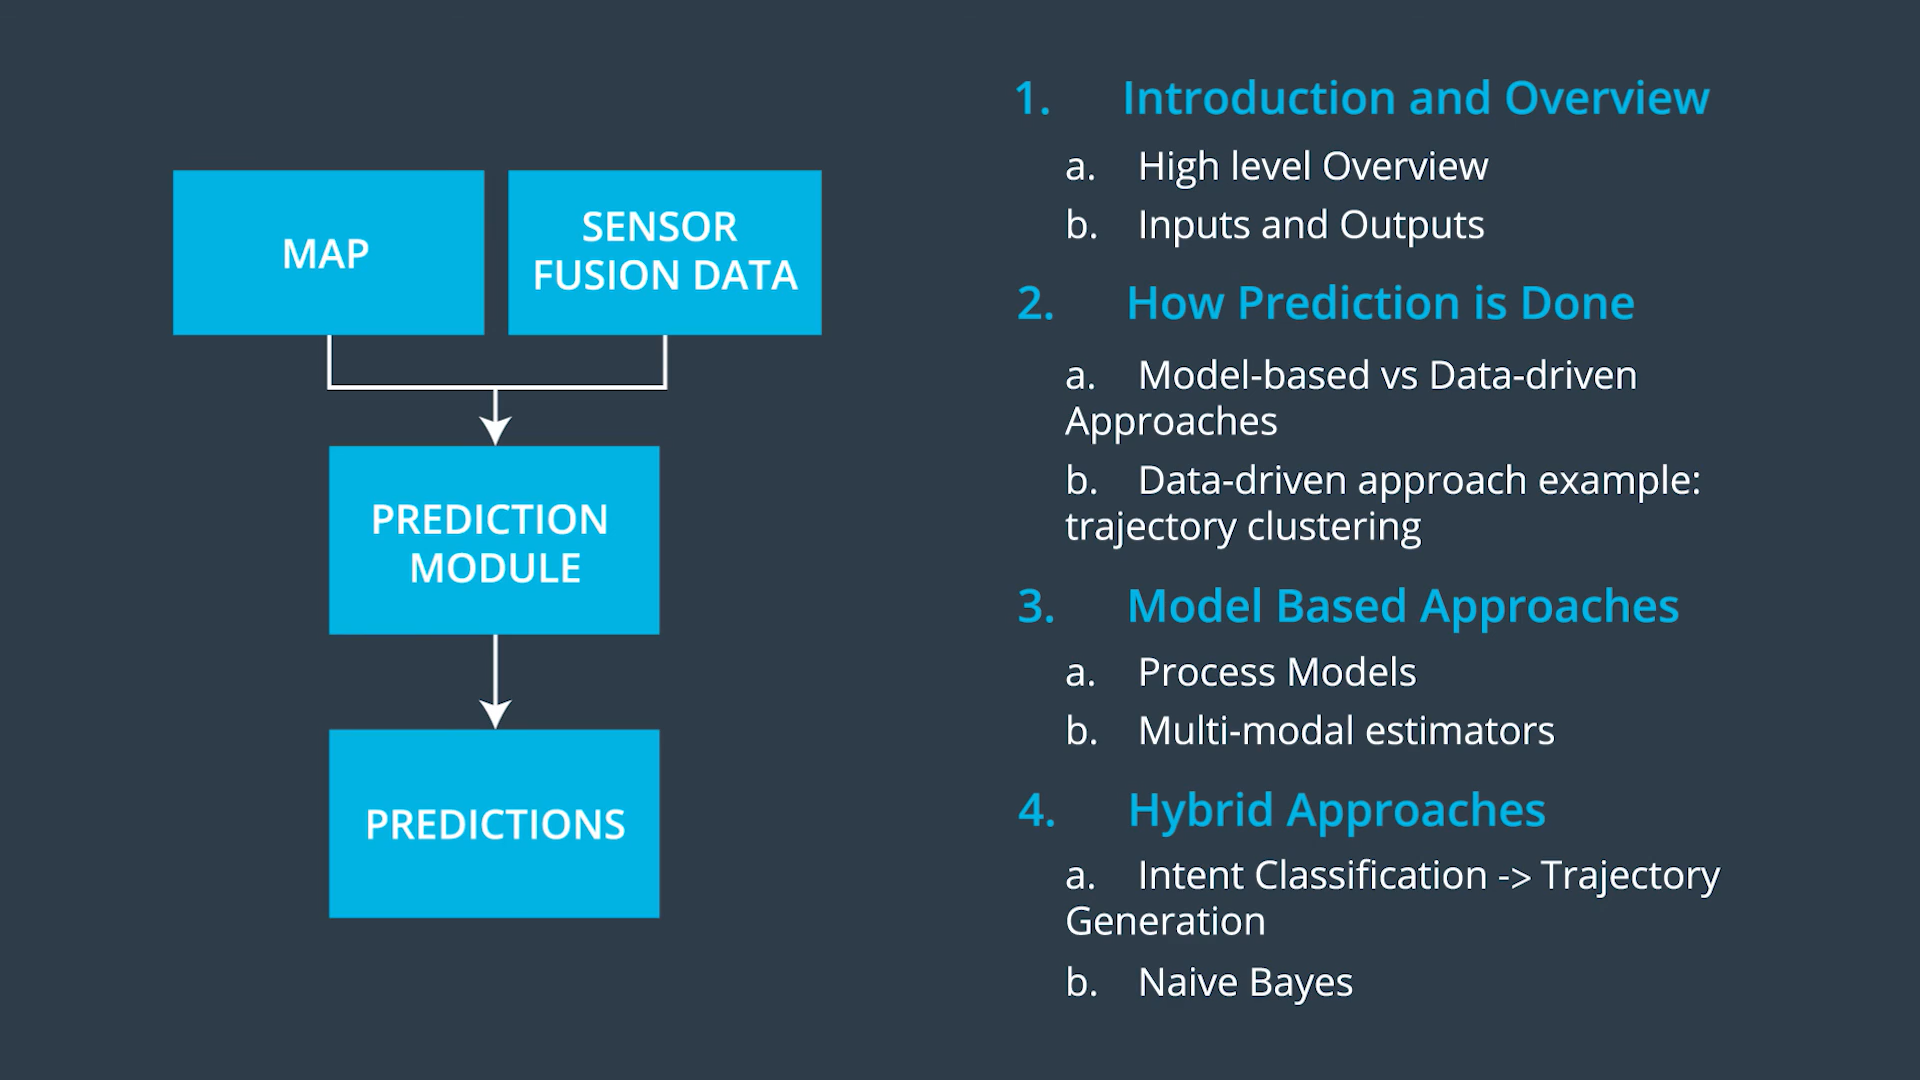 MAP
SENSOR
FUSION DATA
PREDICTION
MODULE
PREDICTIONS
1. Introduction and Overview
a. High level Overview
b. Inputs and Outputs
2. How Prediction is Done
a. Model-based vs Data-driven
Approaches
b. Data-driven approach example:
trajectory clustering
3. Model Based Approaches
a. Process Models
b. Multi-modal estimators
4. Hybrid Approaches
a. Intent Classification -> Trajectory
Generation
b. Naive Bayes